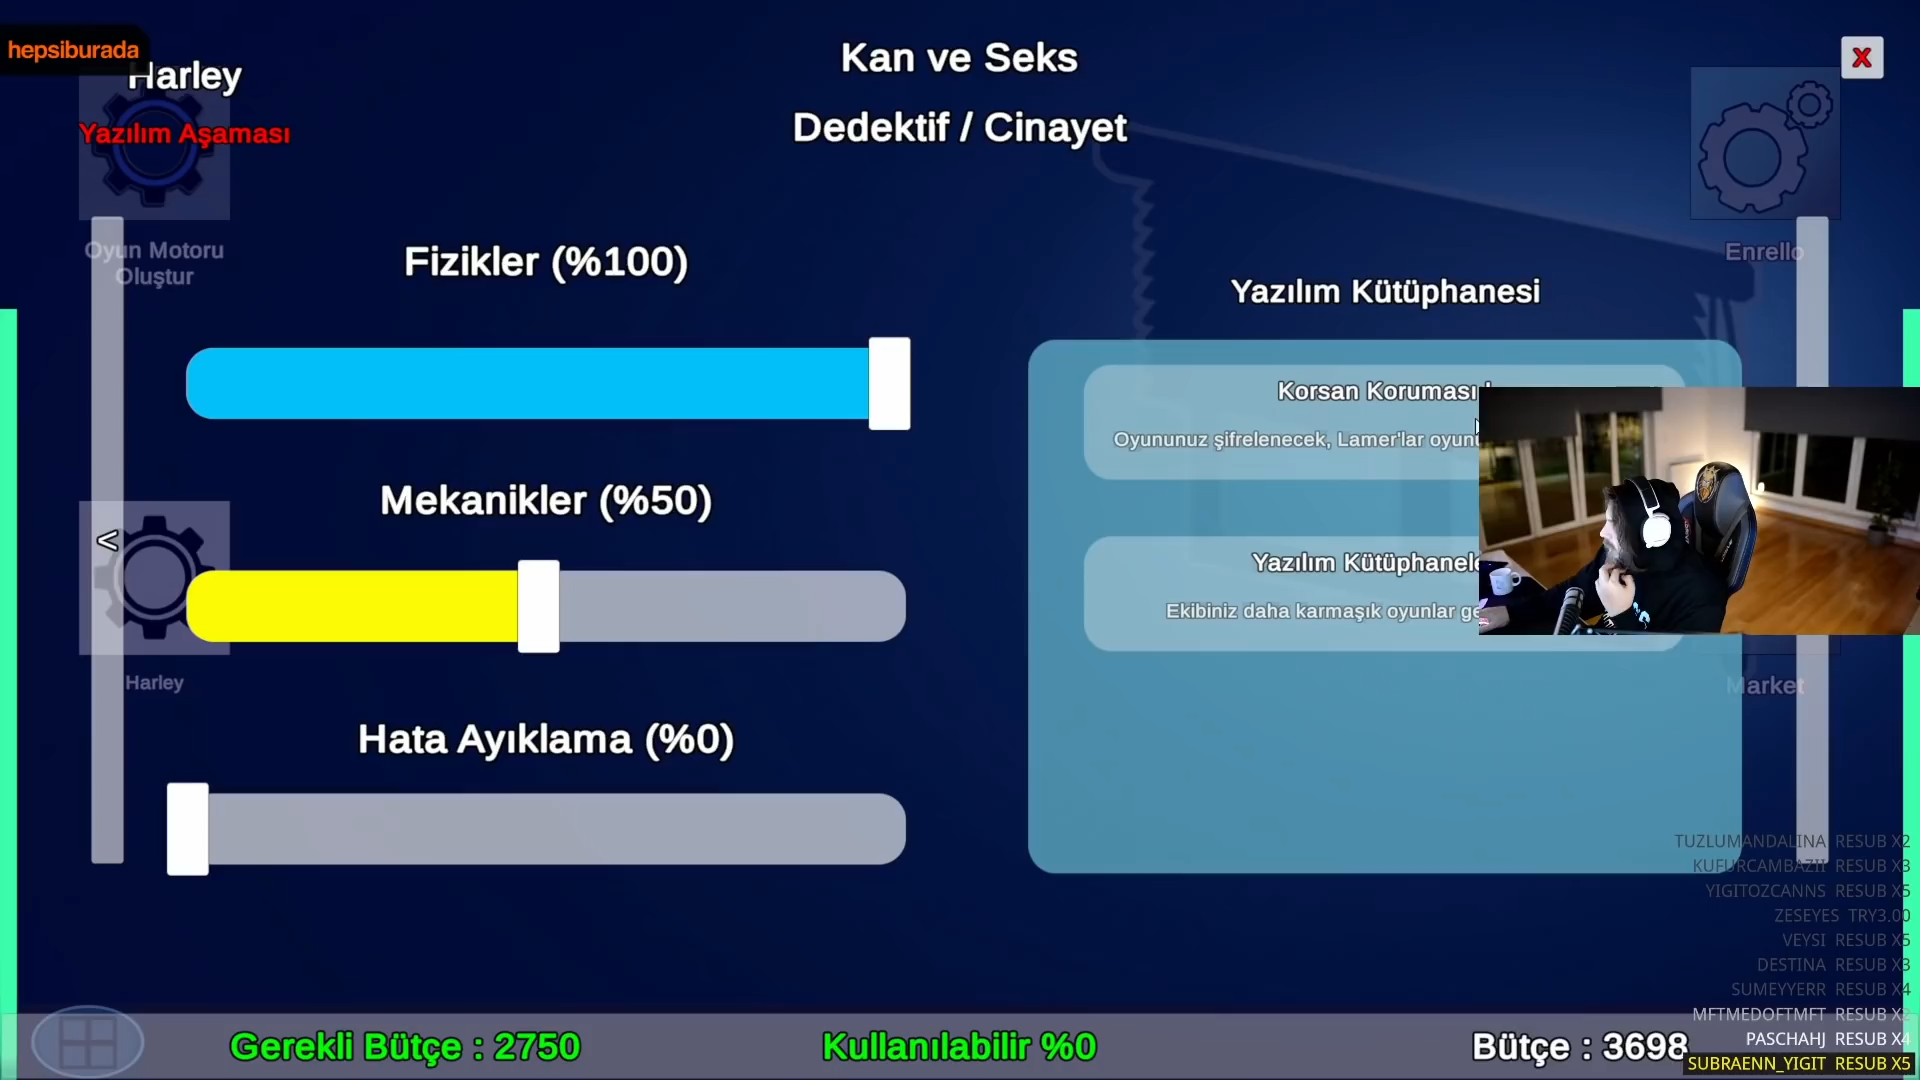 hepsiburada
Harley
Yazılım Aşaması
Kan ve Seks
Dedektif / Cinayet
X
Oyun Motoru
Oluştur
Enrello
Fizikler (%100)
Yazılım Kütüphanesi
Korsan Koruması
Oyununuz şifrelenecek, Lamer'lar
Mekanikler (%50)
<
Harley
Yazılım
Ekibiniz daha karmaşık oyunlar
Market
Hata Ayıklama (%0)
TUZLUMANDALINA RESUB X2
KUFURCAMBAZII RESUB X3
YIGITOZCANNS RESUB X5
ZESEYES TRY3.00
VEYSI RESUB X5
DESTINA RESUB X3
SUMEYYERR RESUB X4
MFTMEDOFTMFT RESUB X2
PASCHAHJ RESUB X4
SUBRAENN_YIGIT RESUB X5
Gerekli Bütçe : 2750
Kullanılabilir %0
Bütçe : 3698